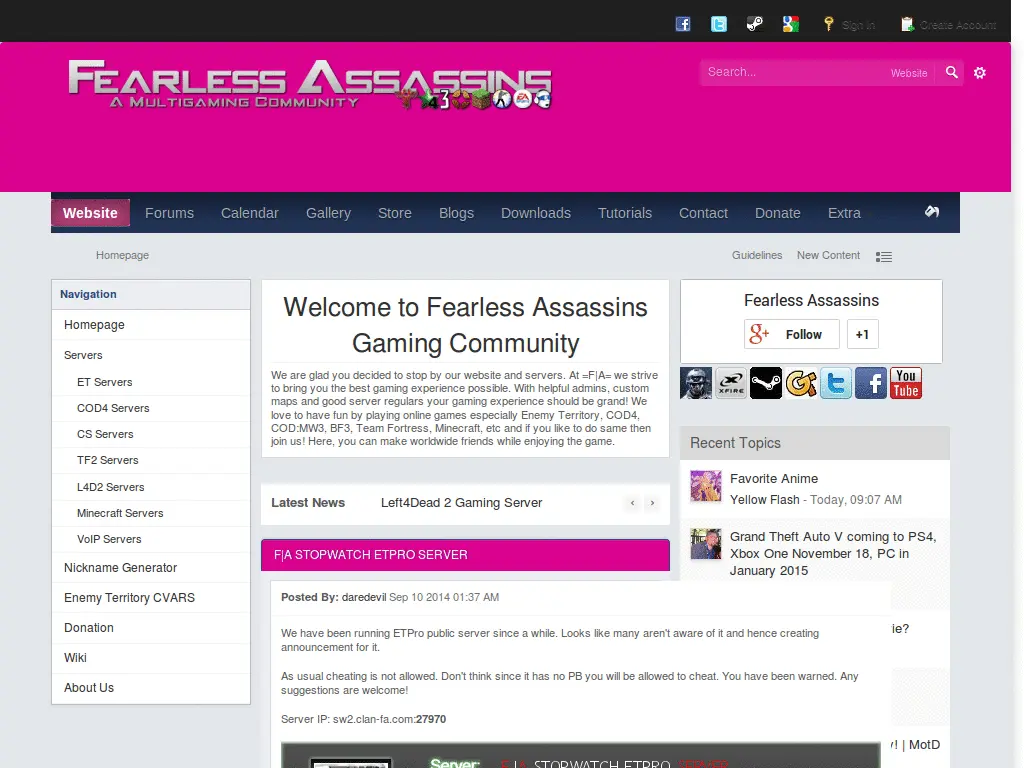 Sign In
Create Account
Fearless Assassins
A Multigaming Community
Search...
Website
Website
Forums
Calendar
Gallery
Store
Blogs
Downloads
Tutorials
Contact
Donate
Extra
Homepage
Guidelines
New Content
Navigation
Homepage
Servers
ET Servers
COD4 Servers
CS Servers
TF2 Servers
L4D2 Servers
Minecraft Servers
VoIP Servers
Nickname Generator
Enemy Territory CVARS
Donation
Wiki
About Us
Welcome to Fearless Assassins
Gaming Community
We are glad you decided to stop by our website and servers. At =F|A= we strive
to bring you the best gaming experience possible. With helpful admins, custom
maps and good server regulars your gaming experience should be grand! We
love to have fun by playing online games especially Enemy Territory, COD4,
COD:MW3, BF3, Team Fortress, Minecraft, etc and if you like to do same then
join us! Here, you can make worldwide friends while enjoying the game.
Latest News
Left4Dead 2 Gaming Server
F|A STOPWATCH ETPRO SERVER
Posted By: daredevil Sep 10 2014 01:37 AM
We have been running ETPro public server since a while. Looks like many aren't aware of it and hence creating
announcement for it.
As usual cheating is not allowed. Don't think since it has no PB you will be allowed to cheat. You have been warned. Any
suggestions are welcome!
Server IP: sw2.clan-fa.com:27970
Server: F|A STOPWATCH ETPRO SERVER
Fearless Assassins
g+ Follow
+1
XFIRE
You
Tube
Recent Topics
Favorite Anime
Yellow Flash - Today, 09:07 AM
Grand Theft Auto V coming to PS4,
Xbox One November 18, PC in
January 2015
ie?
y! | MotD